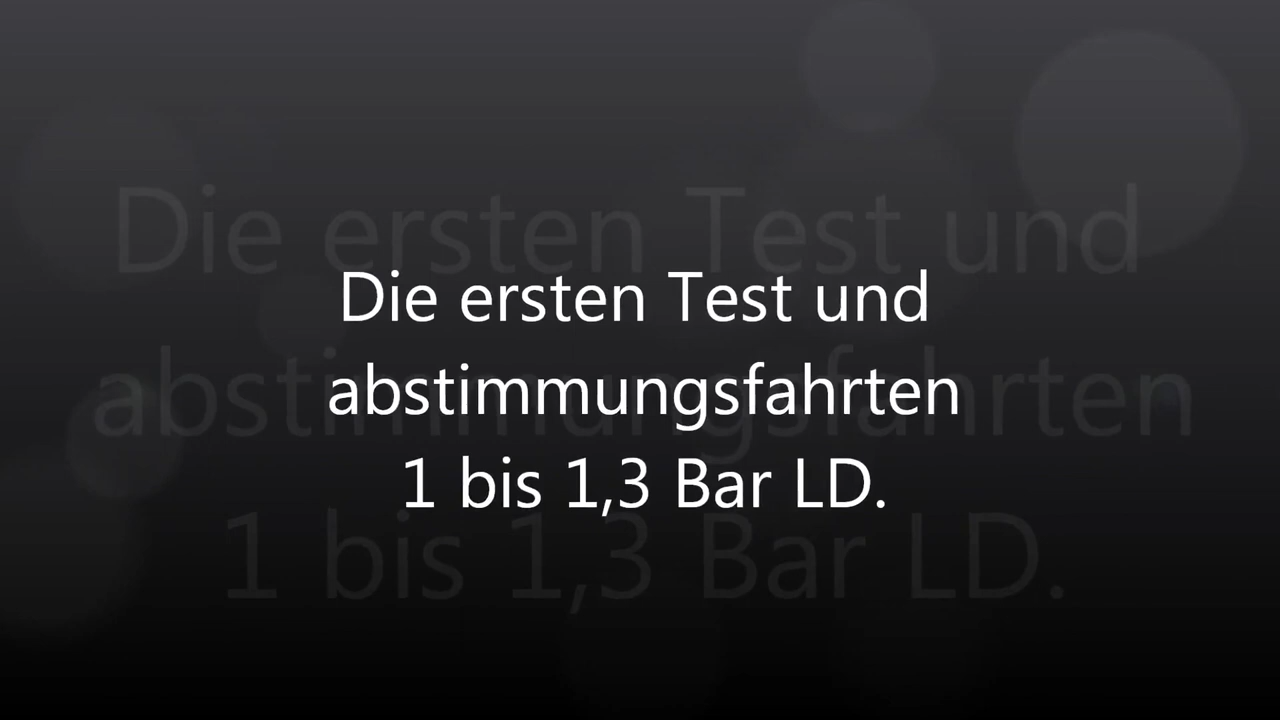 Die ersten Test und
abstimmungsfahrten
1 bis 1,3 Bar LD.